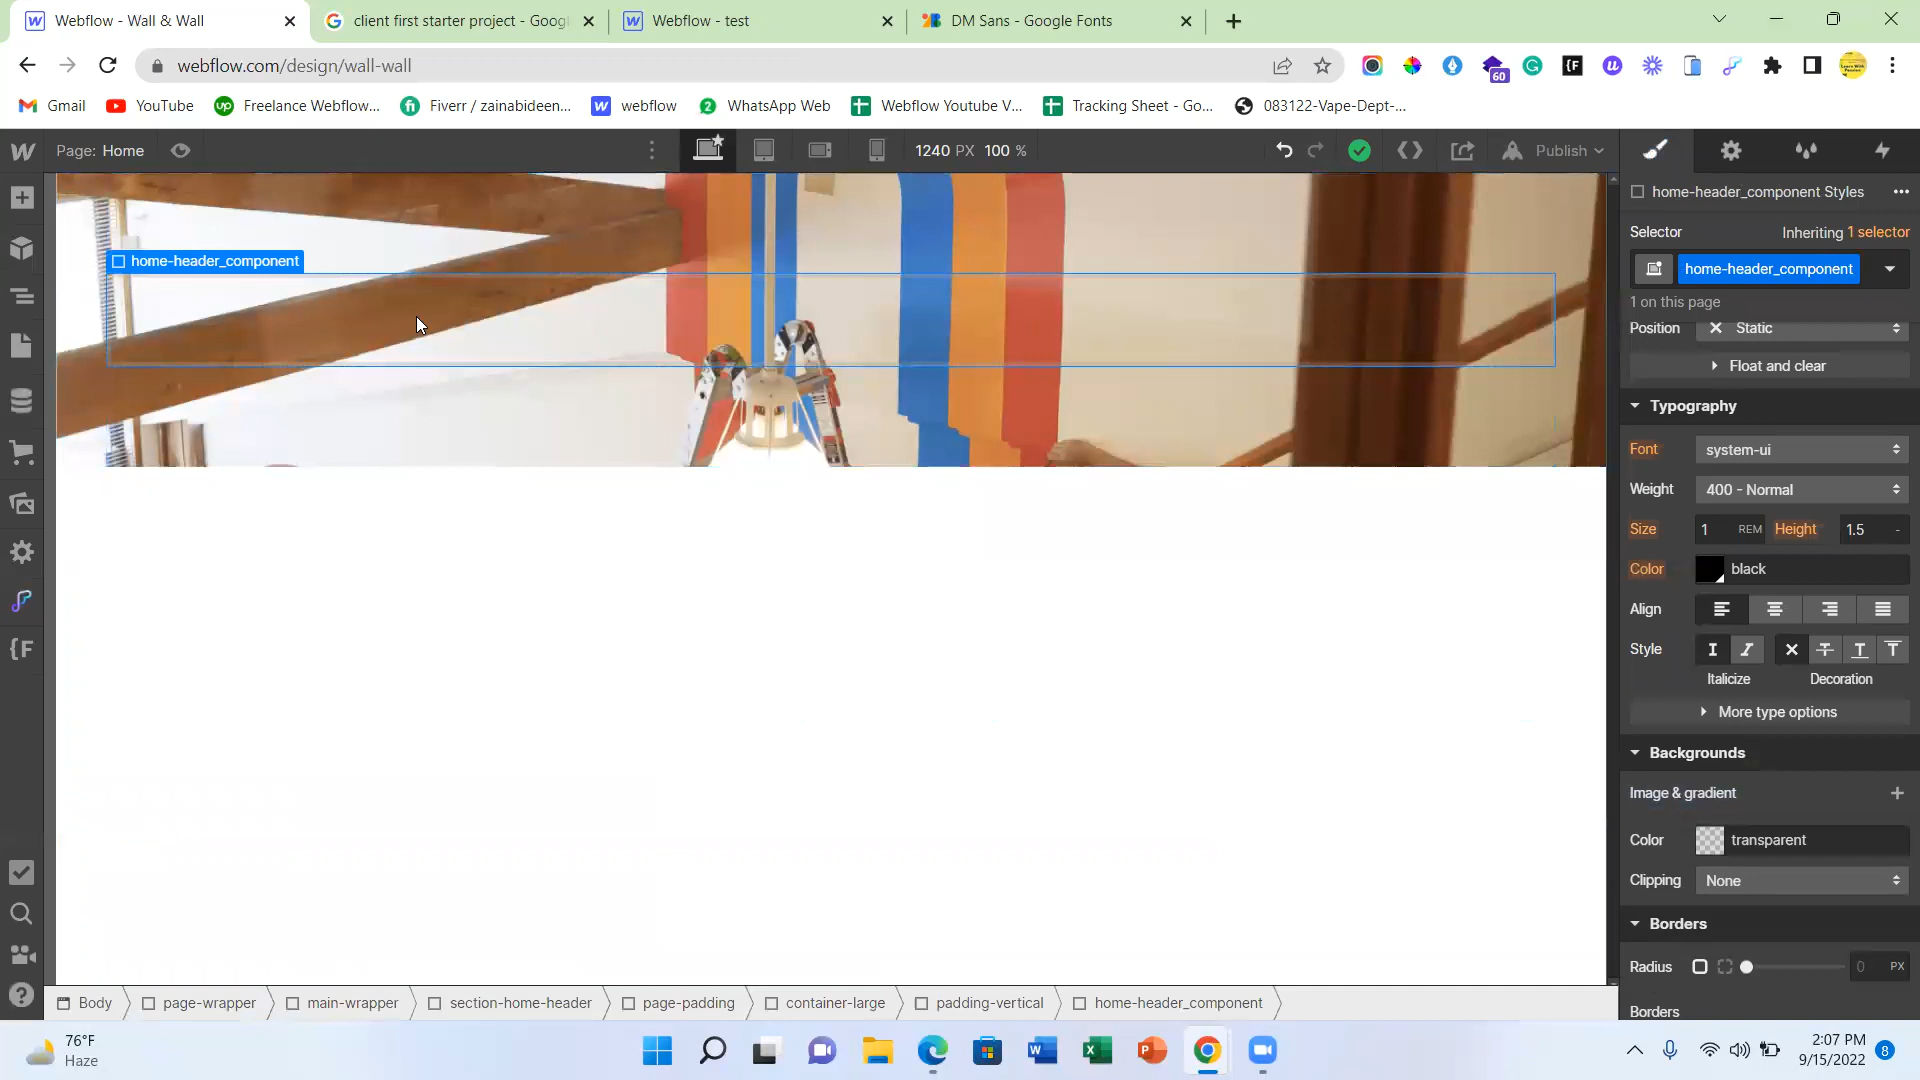 Webflow - Wall & Wall
client first starter project - Goog
Webflow - test
DM Sans - Google Fonts
webflow.com/design/wall-wall
60
Gmail
YouTube
Freelance Webflow...
Fiverr / zainabideen...
webflow
WhatsApp Web
Webflow Youtube V...
Tracking Sheet - Go...
083122-Vape-Dept-...
Page: Home
1240 PX 100 %
Publish
home-header_component Styles
Selector
Inheriting 1 selector
home-header_component
home-header_component
1 on this page
Position
Static
Float and clear
Typography
Font
system-ui
Weight
400 - Normal
Size
1 REM
Height
1.5 -
Color
black
Align
Style
Italicize
Decoration
More type options
Backgrounds
Image & gradient
Color
transparent
Clipping
None
Borders
Radius
0 PX
Borders
Body
page-wrapper
main-wrapper
section-home-header
page-padding
container-large
padding-vertical
home-header_component
76°F
Haze
2:07 PM
9/15/2022
8